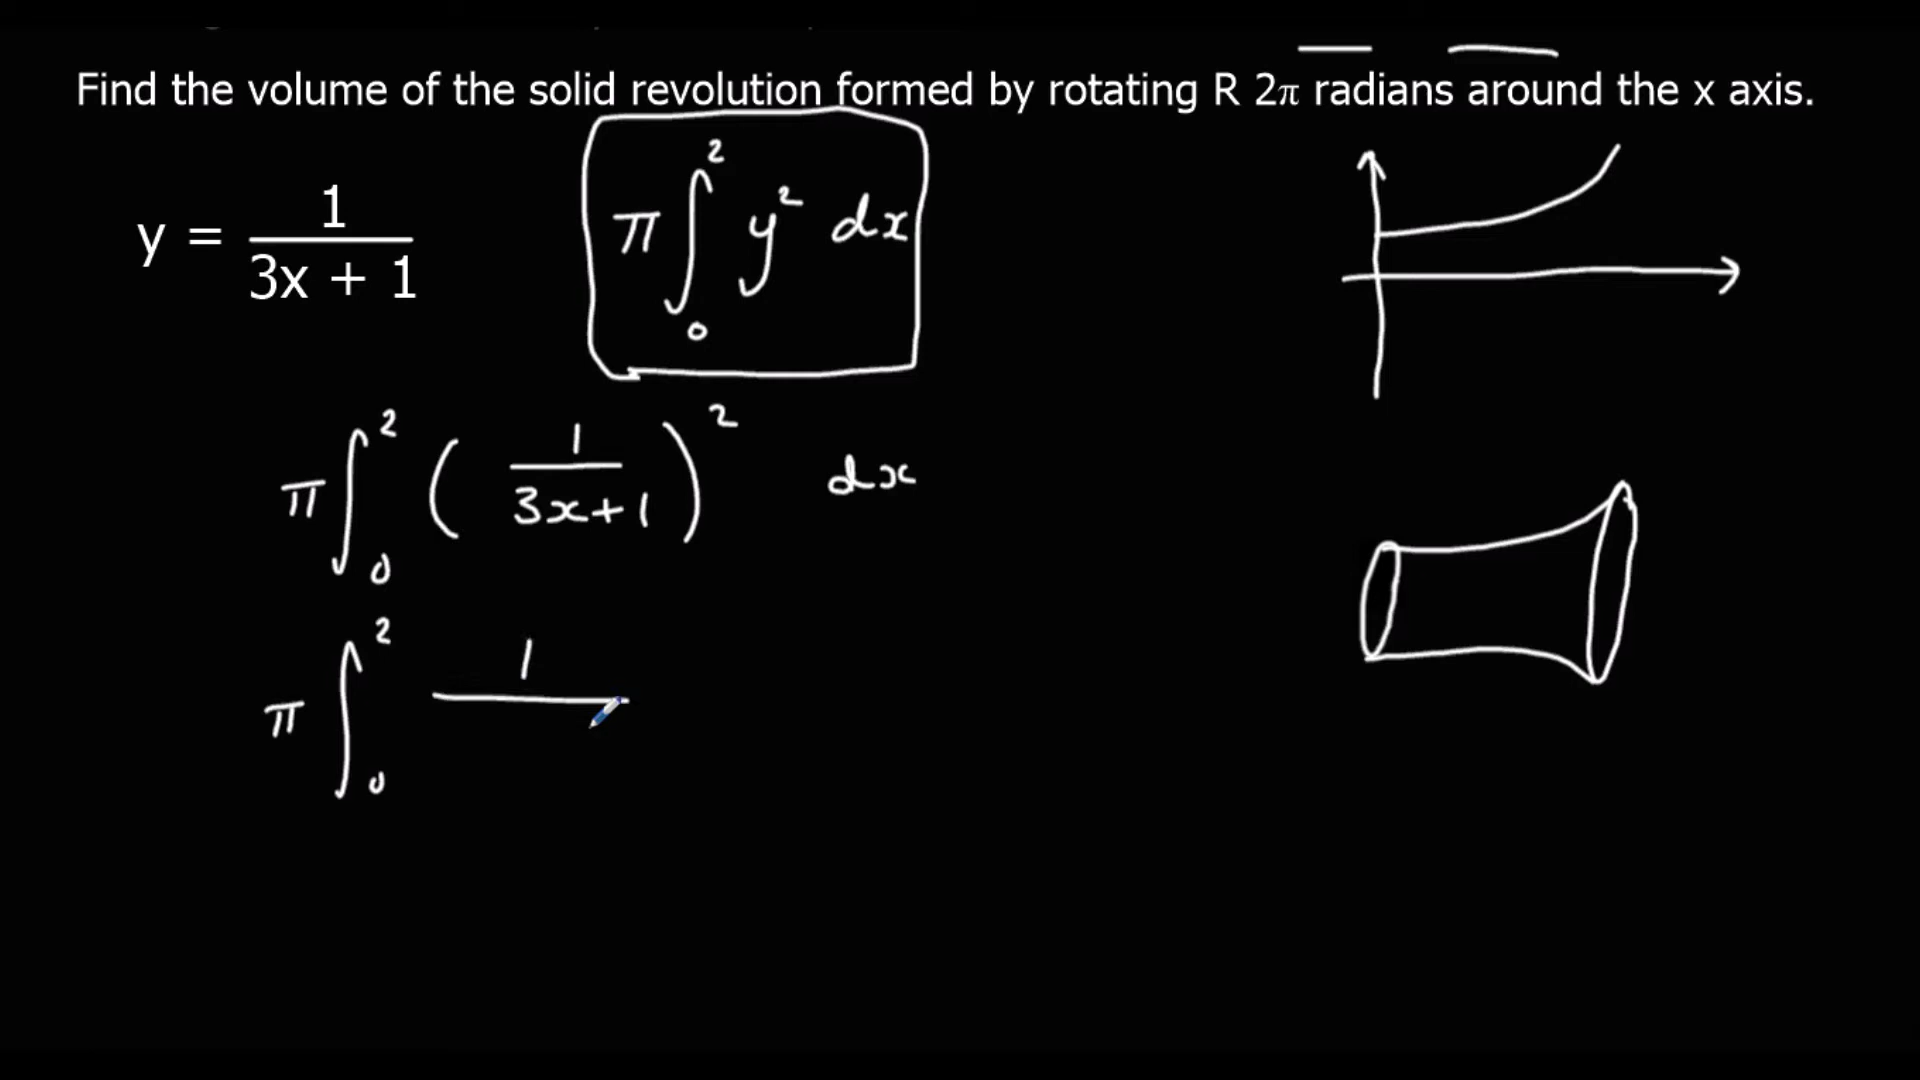 Find the volume of the solid revolution formed by rotating R 2π radians around the x axis.
y = 1/(3x + 1)
π ∫₀² y² dx
π ∫₀² (1/(3x+1))² dx
π ∫₀² 1